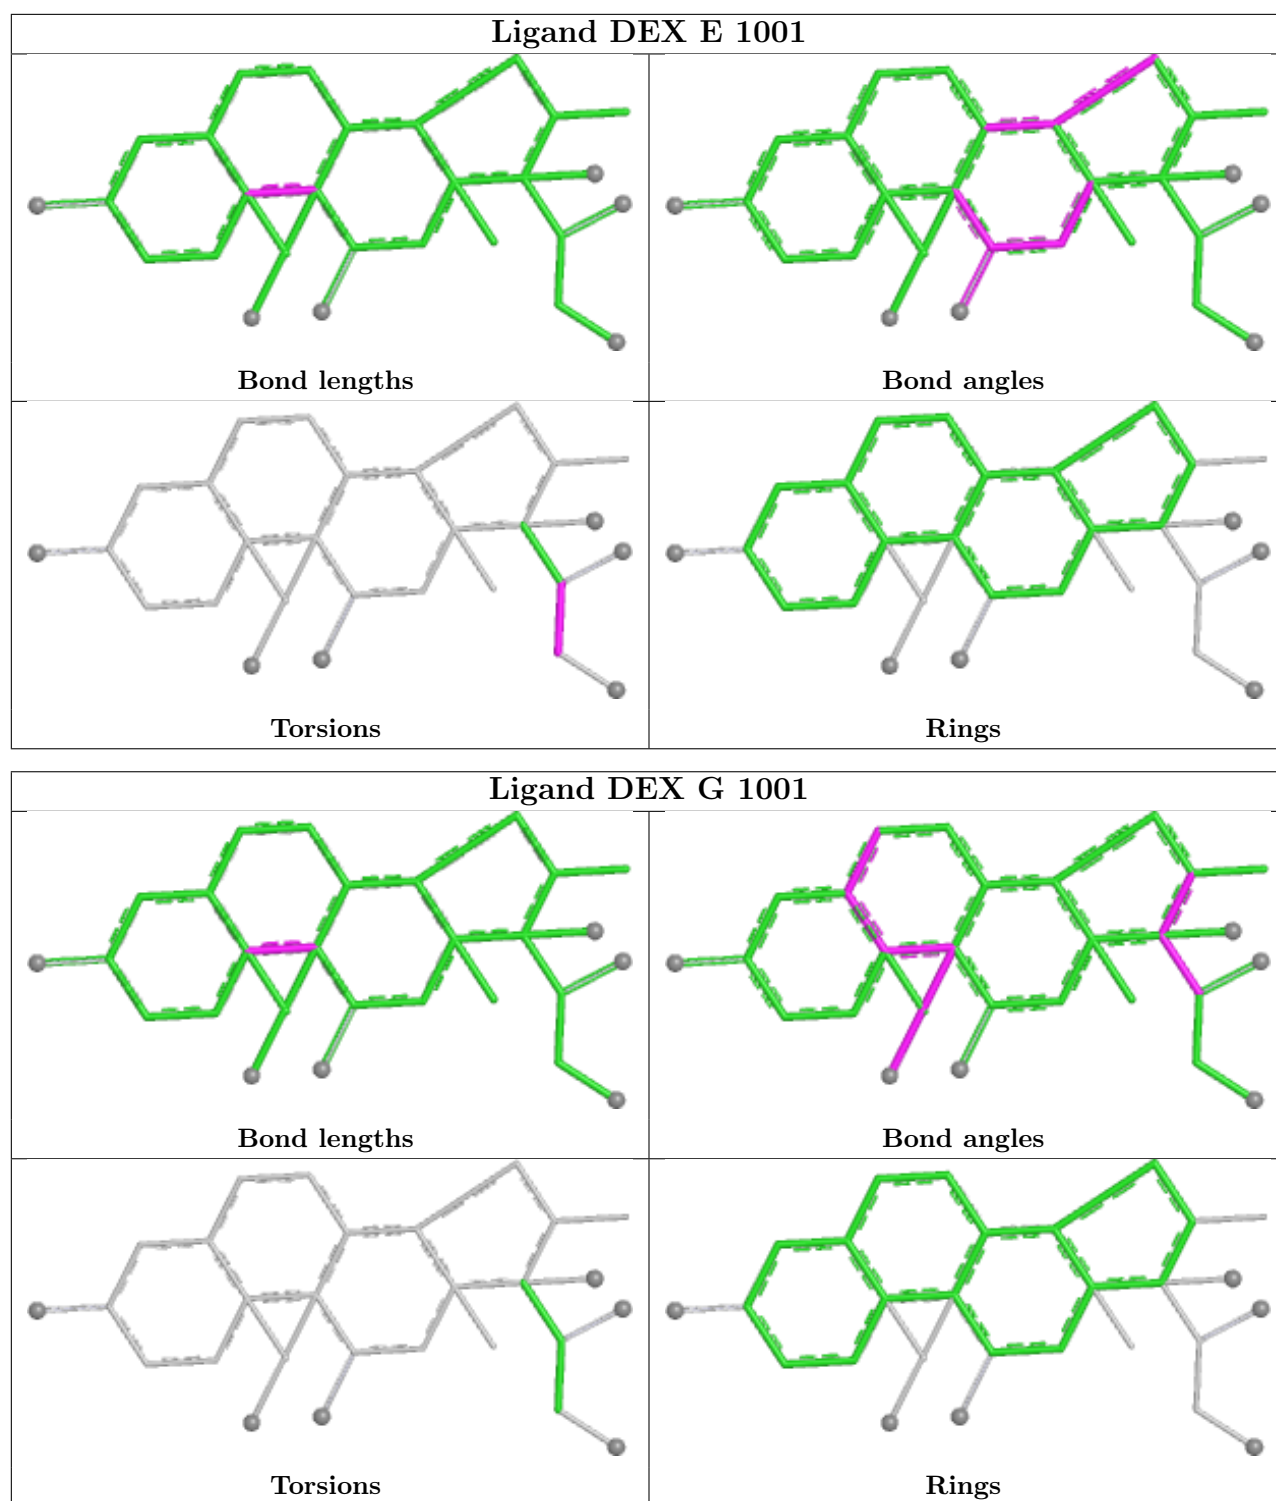 Ligand DEX E 1001
Bond lengths
Bond angles
Torsions
Rings
Ligand DEX G 1001
Bond lengths
Bond angles
Torsions
Rings